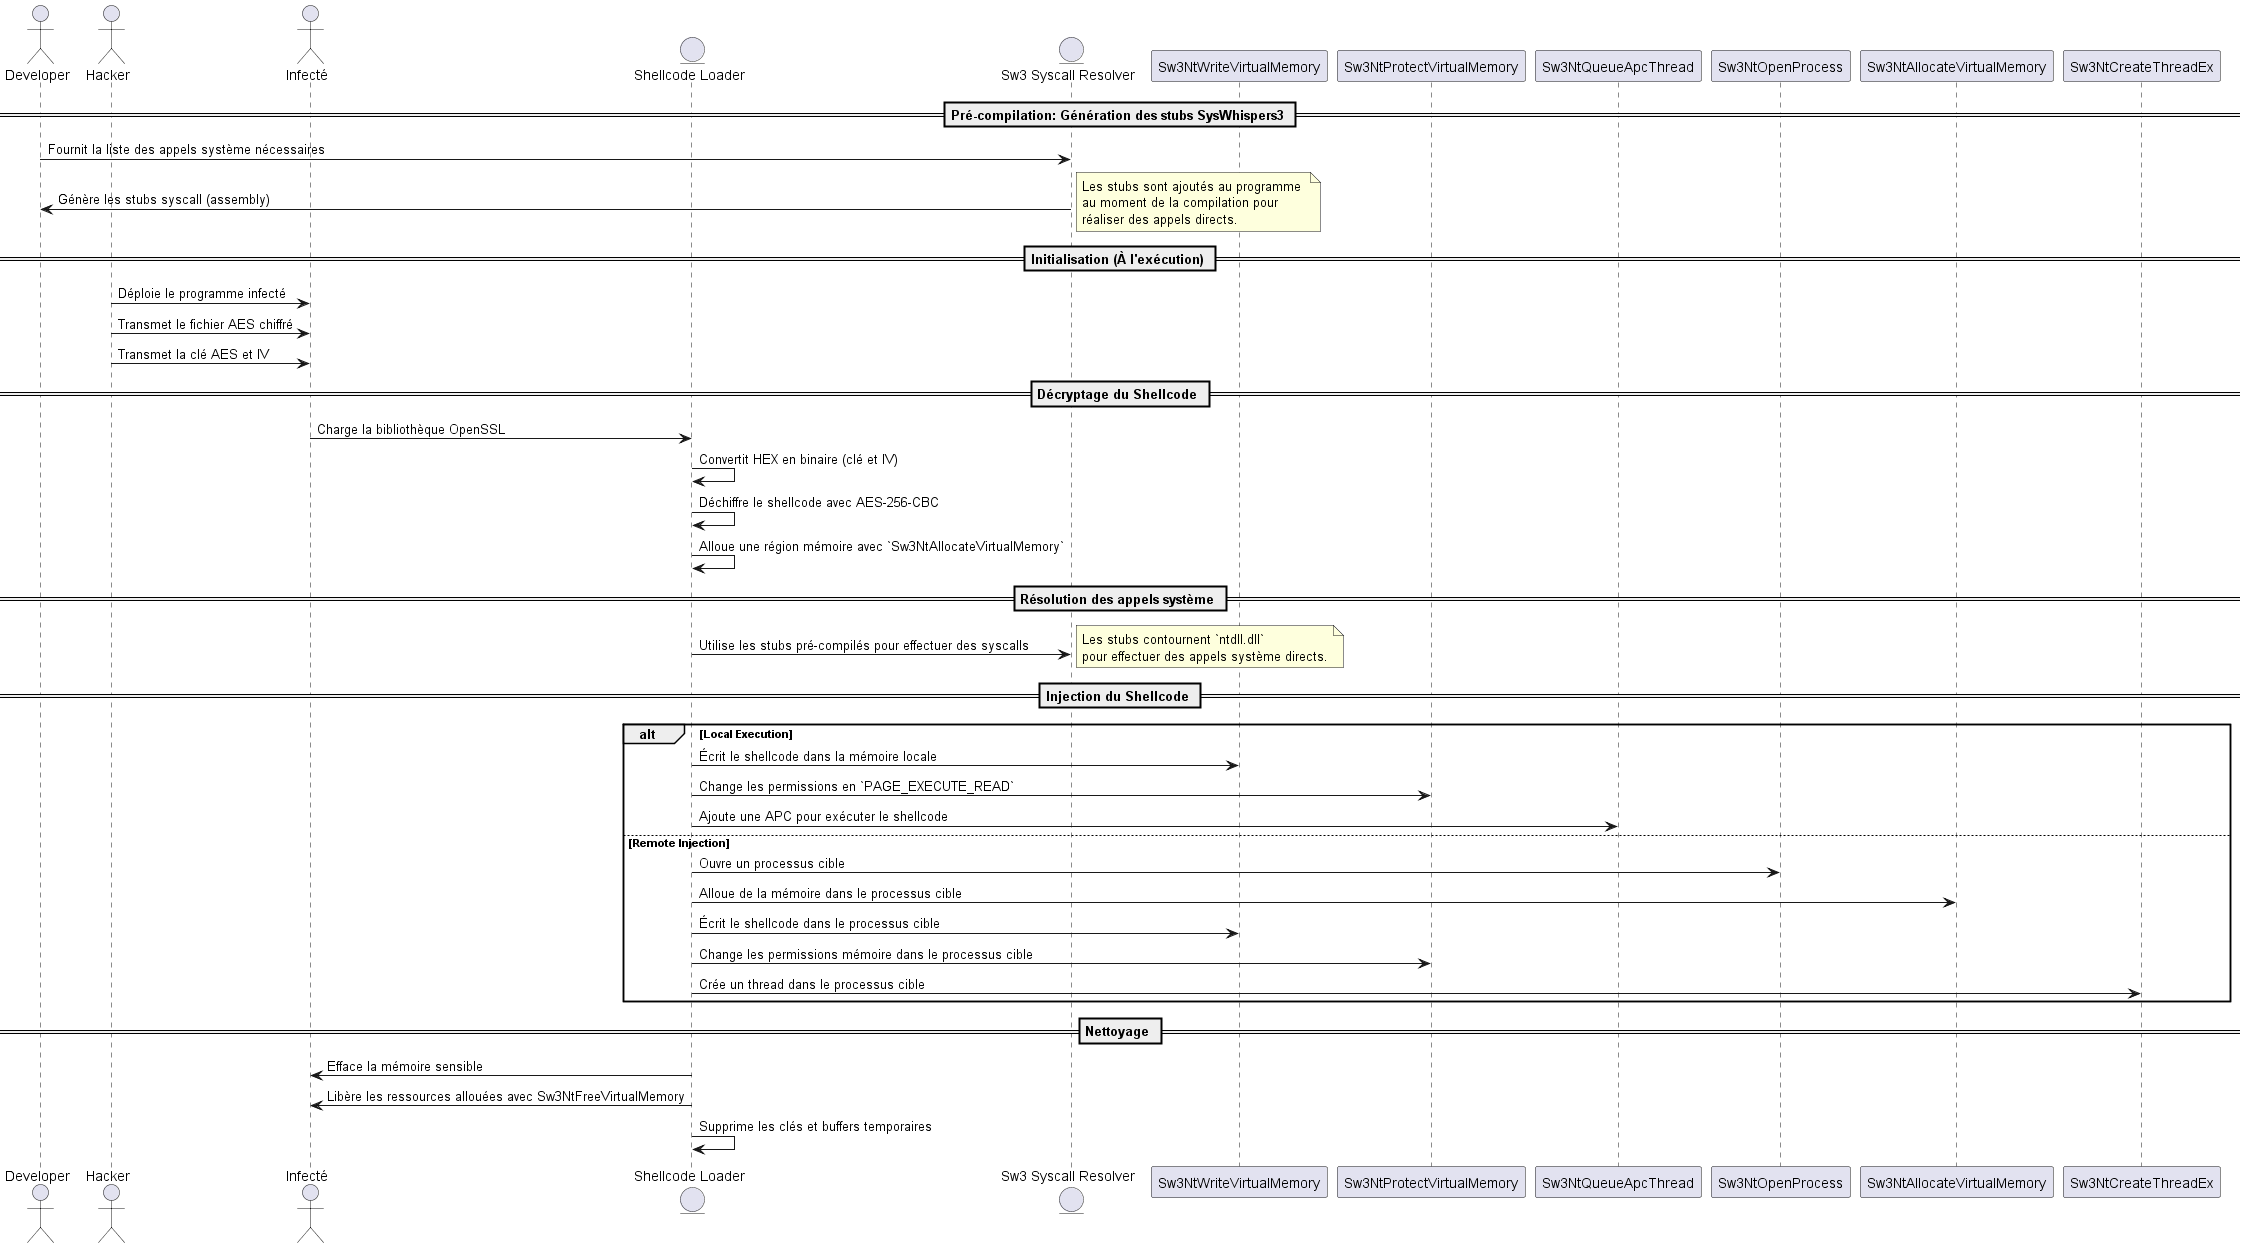 Developer
Hacker
Infecté
Shellcode Loader
Sw3 Syscall Resolver
Sw3NtWriteVirtualMemory
Sw3NtProtectVirtualMemory
Sw3NtQueueApcThread
Sw3NtOpenProcess
Sw3NtAllocateVirtualMemory
Sw3NtCreateThreadEx
Pré-compilation: Génération des stubs SysWhispers3
Fournit la liste des appels système nécessaires
Génère les stubs syscall (assembly)
Les stubs sont ajoutés au programme
au moment de la compilation pour
réaliser des appels directs.
Initialisation (À l'exécution)
Déploie le programme infecté
Transmet le fichier AES chiffré
Transmet la clé AES et IV
Décryptage du Shellcode
Charge la bibliothèque OpenSSL
Convertit HEX en binaire (clé et IV)
Déchiffre le shellcode avec AES-256-CBC
Alloue une région mémoire avec `Sw3NtAllocateVirtualMemory`
Résolution des appels système
Utilise les stubs pré-compilés pour effectuer des syscalls
Les stubs contournent `ntdll.dll`
pour effectuer des appels système directs.
Injection du Shellcode
alt [Local Execution]
Écrit le shellcode dans la mémoire locale
Change les permissions en `PAGE_EXECUTE_READ`
Ajoute une APC pour exécuter le shellcode
[Remote Injection]
Ouvre un processus cible
Alloue de la mémoire dans le processus cible
Écrit le shellcode dans le processus cible
Change les permissions mémoire dans le processus cible
Crée un thread dans le processus cible
Nettoyage
Efface la mémoire sensible
Libère les ressources allouées avec Sw3NtFreeVirtualMemory
Supprime les clés et buffers temporaires
Developer
Hacker
Infecté
Shellcode Loader
Sw3 Syscall Resolver
Sw3NtWriteVirtualMemory
Sw3NtProtectVirtualMemory
Sw3NtQueueApcThread
Sw3NtOpenProcess
Sw3NtAllocateVirtualMemory
Sw3NtCreateThreadEx